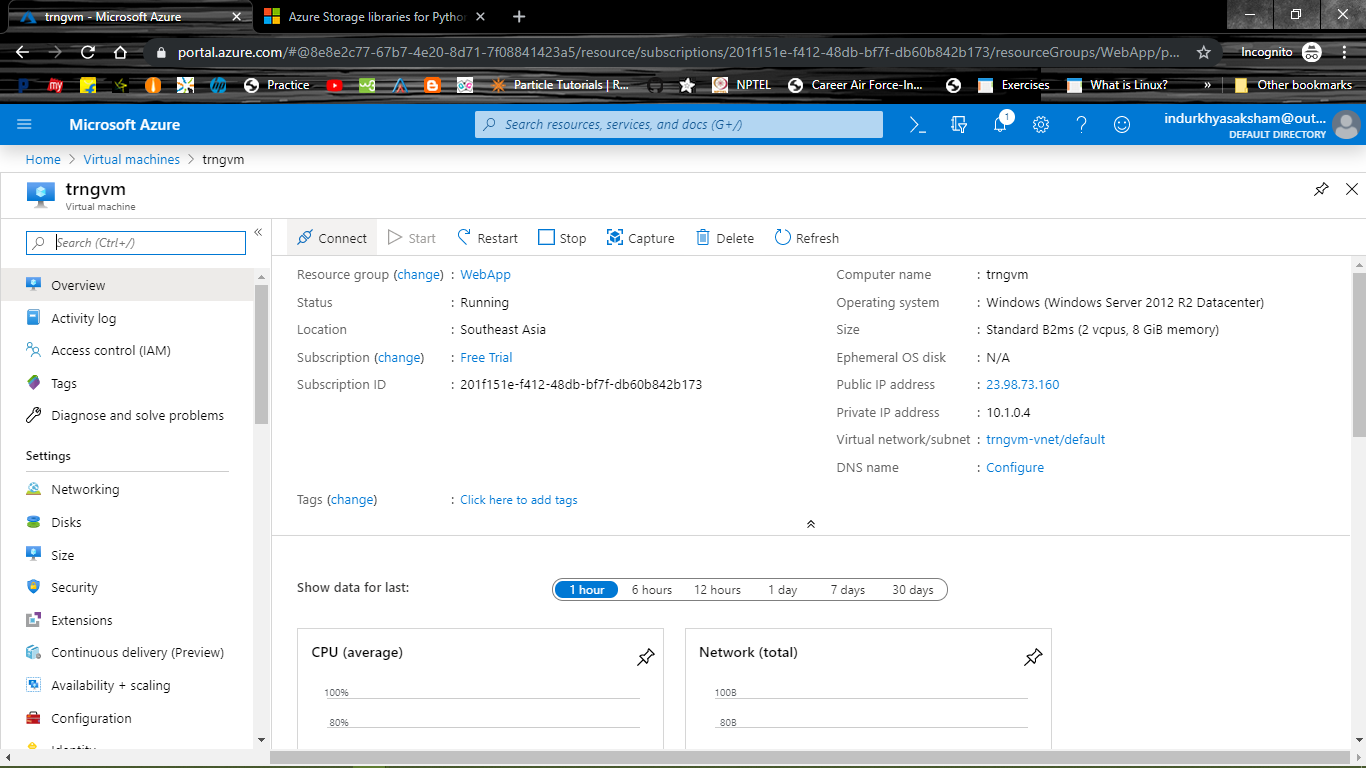 trngvm - Microsoft Azure
Azure Storage libraries for Pytho
portal.azure.com/#@8e8e2c77-67b7-4e20-8d71-7f08841423a5/resource/subscriptions/201f151e-f412-48db-bf7f-db60b842b173/resourceGroups/WebApp/p...
Incognito
my
hp
Practice
Particle Tutorials | R...
NPTEL
Career Air Force-In...
Exercises
What is Linux?
»
Other bookmarks
Microsoft Azure
Search resources, services, and docs (G+/)
1
indurkhyasaksham@out...
DEFAULT DIRECTORY
Home > Virtual machines > trngvm
trngvm
Virtual machine
Search (Ctrl+/)
«
Overview
Activity log
Access control (IAM)
Tags
Diagnose and solve problems
Settings
Networking
Disks
Size
Security
Extensions
Continuous delivery (Preview)
Availability + scaling
Configuration
Identity
Connect Start Restart Stop Capture Delete Refresh
Resource group (change) : WebApp
Status : Running
Location : Southeast Asia
Subscription (change) : Free Trial
Subscription ID : 201f151e-f412-48db-bf7f-db60b842b173
Computer name : trngvm
Operating system : Windows (Windows Server 2012 R2 Datacenter)
Size : Standard B2ms (2 vcpus, 8 GiB memory)
Ephemeral OS disk : N/A
Public IP address : 23.98.73.160
Private IP address : 10.1.0.4
Virtual network/subnet : trngvm-vnet/default
DNS name : Configure
Tags (change) : Click here to add tags
Show data for last: 1 hour 6 hours 12 hours 1 day 7 days 30 days
CPU (average)
100%
80%
Network (total)
100B
80B